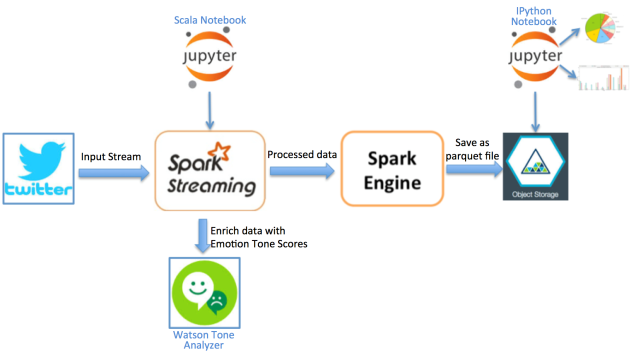 Scala Notebook
jupyter
IPython
Notebook
jupyter
twitter
Input Stream
Spark
Streaming
Processed data
Spark
Engine
Save as
parquet file
Object Storage
Enrich data with
Emotion Tone Scores
Watson Tone
Analyzer